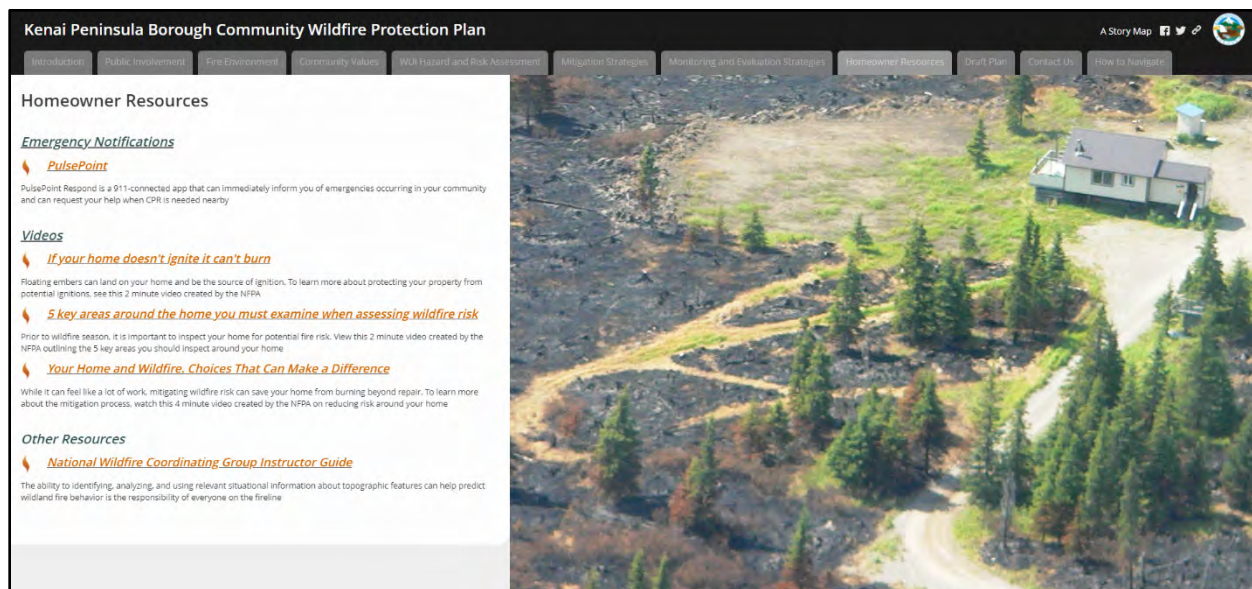 Kenai Peninsula Borough Community Wildfire Protection Plan
A Story Map
Introduction
Public Involvement
Fire Environment
Community Values
WUI Hazard and Risk Assessment
Mitigation Strategies
Monitoring and Evaluation Strategies
Homeowner Resources
Draft Plan
Contact Us
How to Navigate
Homeowner Resources
Emergency Notifications
PulsePoint
PulsePoint Respond is a 911-connected app that can immediately inform you of emergencies occurring in your community
and can request your help when CPR is needed nearby
Videos
If your home doesn't ignite it can't burn
Floating embers can land on your home and be the source of ignition. To learn more about protecting your property from
potential ignitions, see this 2 minute video created by the NFPA
5 key areas around the home you must examine when assessing wildfire risk
Prior to wildfire season, it is important to inspect your home for potential fire risk. View this 2 minute video created by the
NFPA outlining the 5 key areas you should inspect around your home
Your Home and Wildfire, Choices That Can Make a Difference
While it can feel like a lot of work, mitigating wildfire risk can save your home from burning beyond repair. To learn more
about the mitigation process, watch this 4 minute video created by the NFPA on reducing risk around your home
Other Resources
National Wildfire Coordinating Group Instructor Guide
The ability to identifying, analyzing, and using relevant situational information about topographic features can help predict
wildland fire behavior is the responsibility of everyone on the fireline